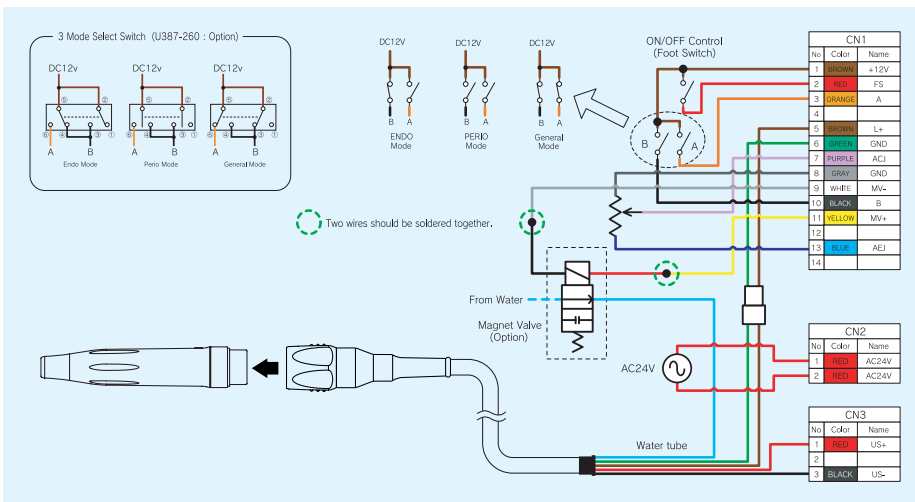 3 Mode Select Switch (U387-260 : Option)
DC12v DC12v DC12v
⑤ ② ⑤ ② ⑤ ②
⑥ ④ ③ ① ⑥ ④ ③ ① ⑥ ④ ③ ①
A B A B A B
Endo Mode Perio Mode General Mode
DC12V DC12V DC12V
B A B A B A
ENDO Mode
PERIO Mode
General Mode
ON/OFF Control
(Foot Switch)
B A
Two wires should be soldered together.
From Water
Magnet Valve
(Option)
AC24V
Water tube
CN1
No Color Name
1 BROWN +12V
2 RED FS
3 ORANGE A
4
5 BROWN L+
6 GREEN GND
7 PURPLE ACJ
8 GRAY GND
9 WHITE MV-
10 BLACK B
11 YELLOW MV+
12
13 BLUE AEJ
14
CN2
No Color Name
1 RED AC24V
2 RED AC24V
CN3
No Color Name
1 RED US+
2
3 BLACK US-